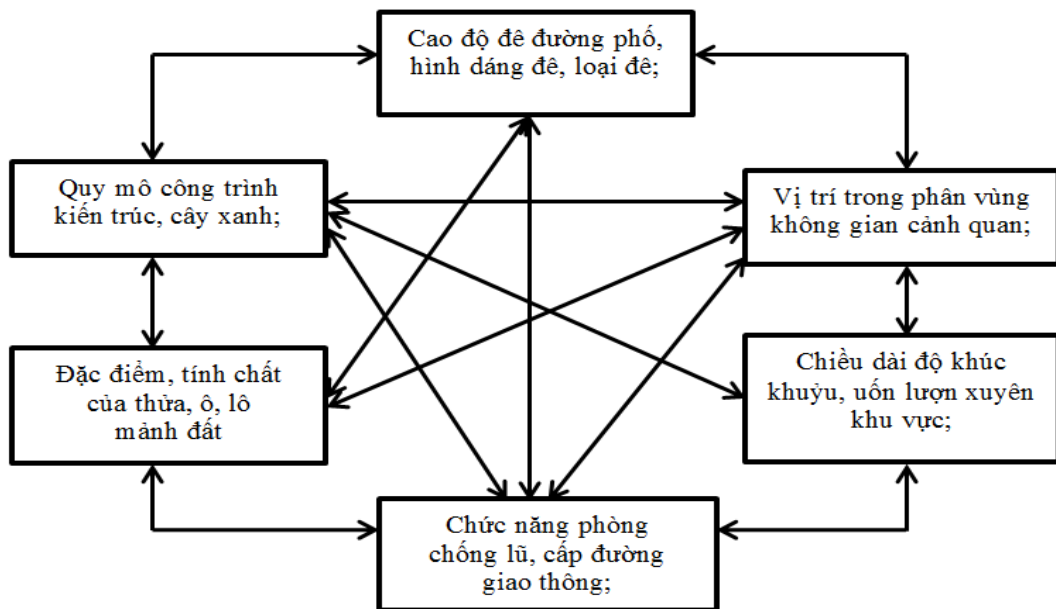 Cao độ đê đường phố,
hình dáng đê, loại đê;
Quy mô công trình
kiến trúc, cây xanh;
Vị trí trong phân vùng
không gian cảnh quan;
Đặc điểm, tính chất
của thửa, ô, lô
mảnh đất
Chiều dài độ khúc
khuỷu, uốn lượn xuyên
khu vực;
Chức năng phòng
chống lũ, cấp đường
giao thông;